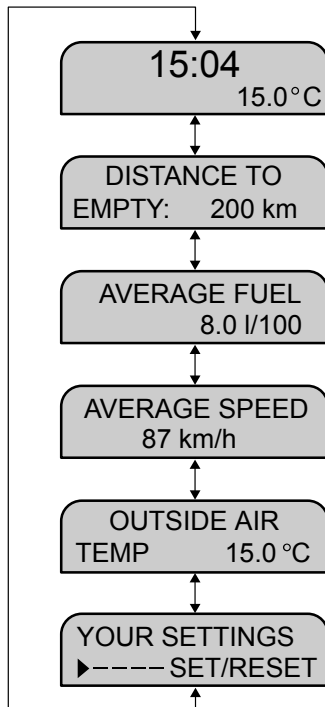 15:04
15.0°C
DISTANCE TO
EMPTY: 200 km
AVERAGE FUEL
8.0 l/100
AVERAGE SPEED
87 km/h
OUTSIDE AIR
TEMP 15.0 °C
YOUR SETTINGS
---- SET/RESET